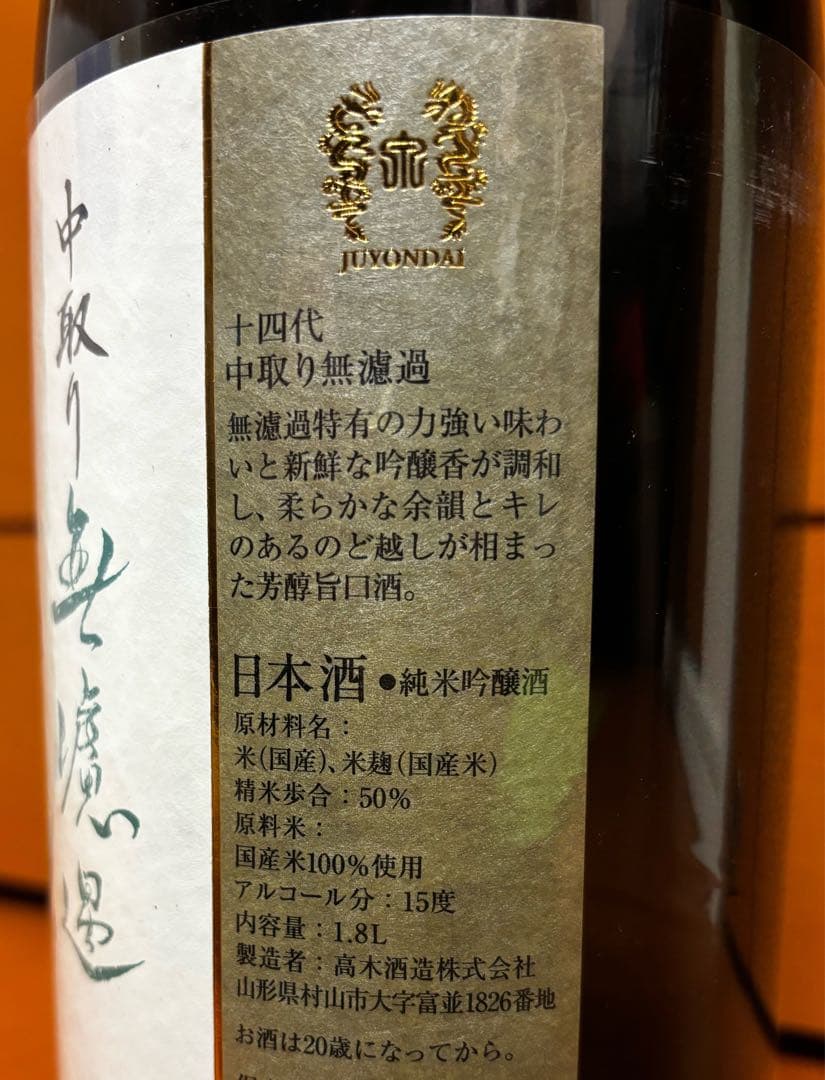 中取り無濾過
JUYONDAI
十四代
中取り無濾過
無濾過特有の力強い味わ
いと新鮮な吟醸香が調和
し、柔らかな余韻とキレ
のあるのど越しが相まっ
た芳醇旨口酒。
日本酒●純米吟醸酒
原材料名：
米(国産)、米麹(国産米)
精米歩合：50%
原料米：
国産米100%使用
アルコール分：15度
内容量：1.8L
製造者：高木酒造株式会社
山形県村山市大字富並1826番地
お酒は20歳になってから。